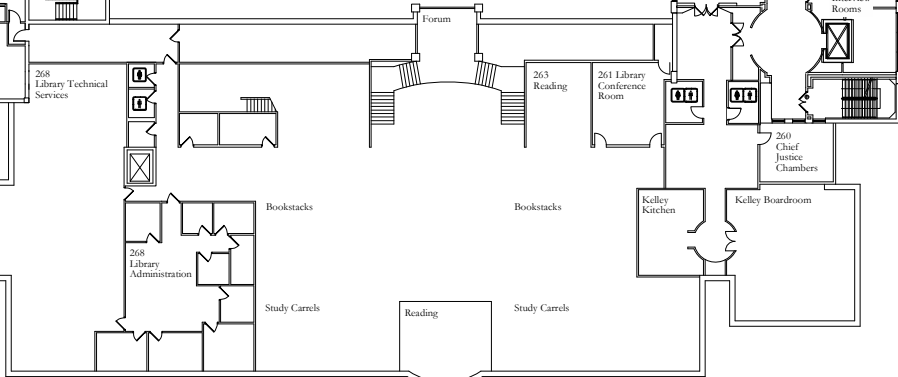 Rooms
Forum
268
Library Technical
Services
263
Reading
261 Library
Conference
Room
260
Chief
Justice
Chambers
Bookstacks
Bookstacks
Kelley
Kitchen
Kelley Boardroom
268
Library
Administration
Study Carrels
Reading
Study Carrels